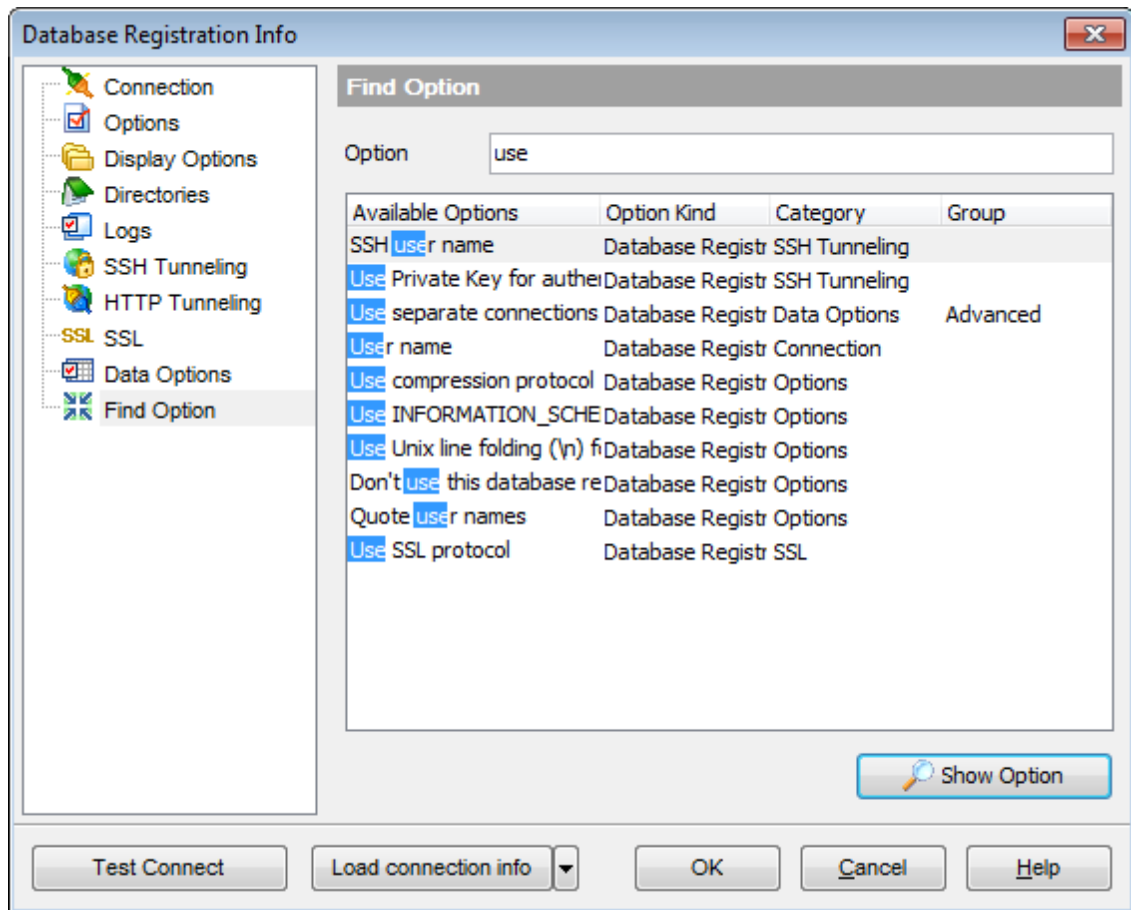 Database Registration Info
Connection
Options
Display Options
Directories
Logs
SSH Tunneling
HTTP Tunneling
SSL SSL
Data Options
Find Option
Find Option
Option use
Available Options Option Kind Category Group
SSH user name Database Registr SSH Tunneling
Use Private Key for auther Database Registr SSH Tunneling
Use separate connections Database Registr Data Options Advanced
User name Database Registr Connection
Use compression protocol Database Registr Options
Use INFORMATION_SCHE Database Registr Options
Use Unix line folding (\n) f Database Registr Options
Don't use this database re Database Registr Options
Quote user names Database Registr Options
Use SSL protocol Database Registr SSL
Show Option
Test Connect Load connection info OK Cancel Help